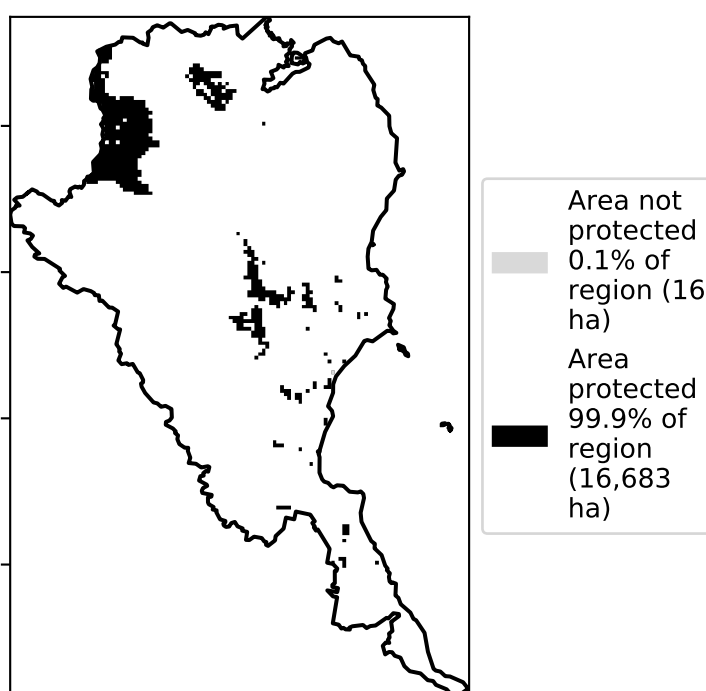 Area not
protected
0.1% of
region (16
ha)
Area
protected
99.9% of
region
(16,683
ha)